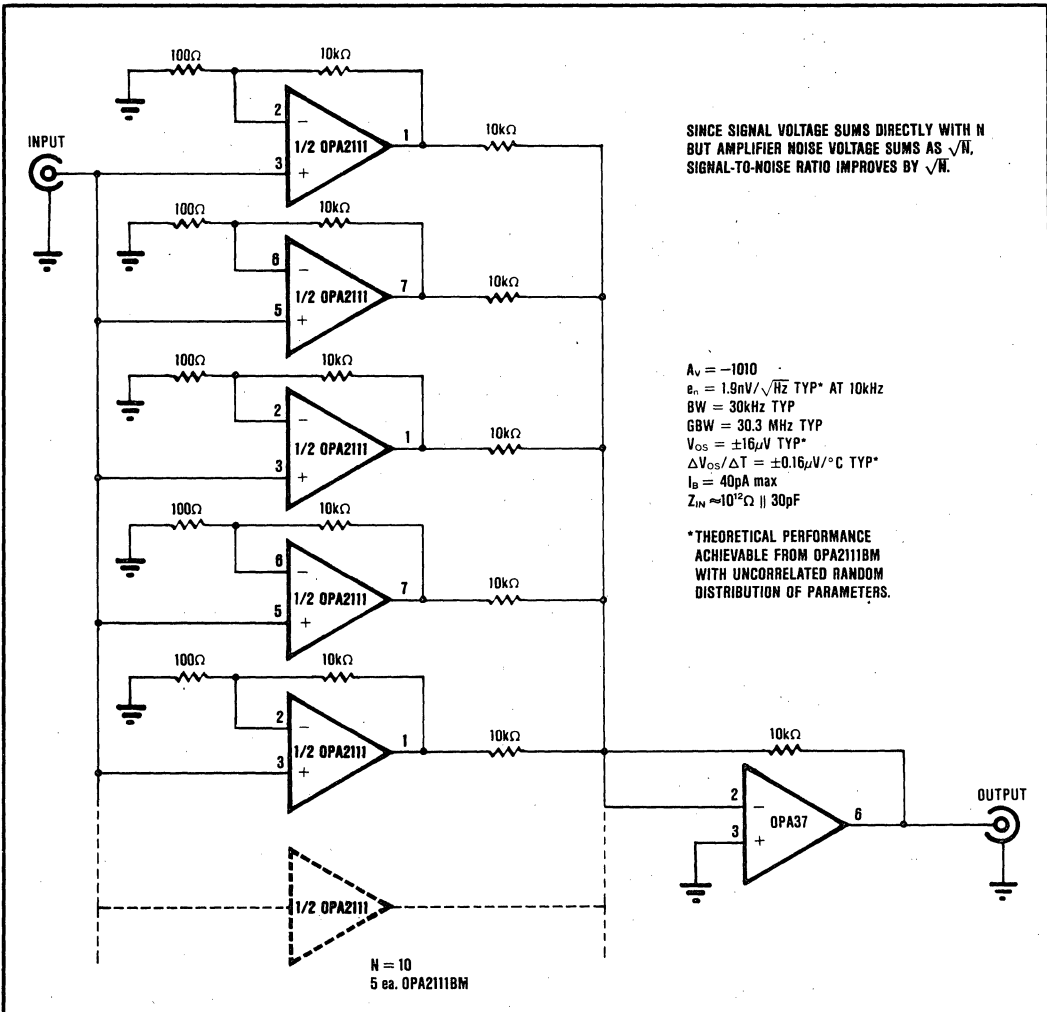 100Ω
10kΩ
2
−
1/2 OPA2111
1
3
+
10kΩ
INPUT
SINCE SIGNAL VOLTAGE SUMS DIRECTLY WITH N
BUT AMPLIFIER NOISE VOLTAGE SUMS AS √N,
SIGNAL-TO-NOISE RATIO IMPROVES BY √N.
100Ω
10kΩ
6
−
1/2 OPA2111
7
5
+
10kΩ
100Ω
10kΩ
2
−
1/2 OPA2111
1
3
+
10kΩ
Aᵥ = −1010
eₙ = 1.9nV/√Hz TYP* AT 10kHz
BW = 30kHz TYP
GBW = 30.3 MHz TYP
V_OS = ±16μV TYP*
ΔV_OS/ΔT = ±0.16μV/°C TYP*
I_B = 40pA max
Z_IN ≈10¹²Ω || 30pF
*THEORETICAL PERFORMANCE
ACHIEVABLE FROM OPA2111BM
WITH UNCORRELATED RANDOM
DISTRIBUTION OF PARAMETERS.
100Ω
10kΩ
6
−
1/2 OPA2111
7
5
+
10kΩ
100Ω
10kΩ
2
−
1/2 OPA2111
1
3
+
10kΩ
10kΩ
2
−
OPA37
6
3
+
OUTPUT
1/2 OPA2111
N = 10
5 ea. OPA2111BM